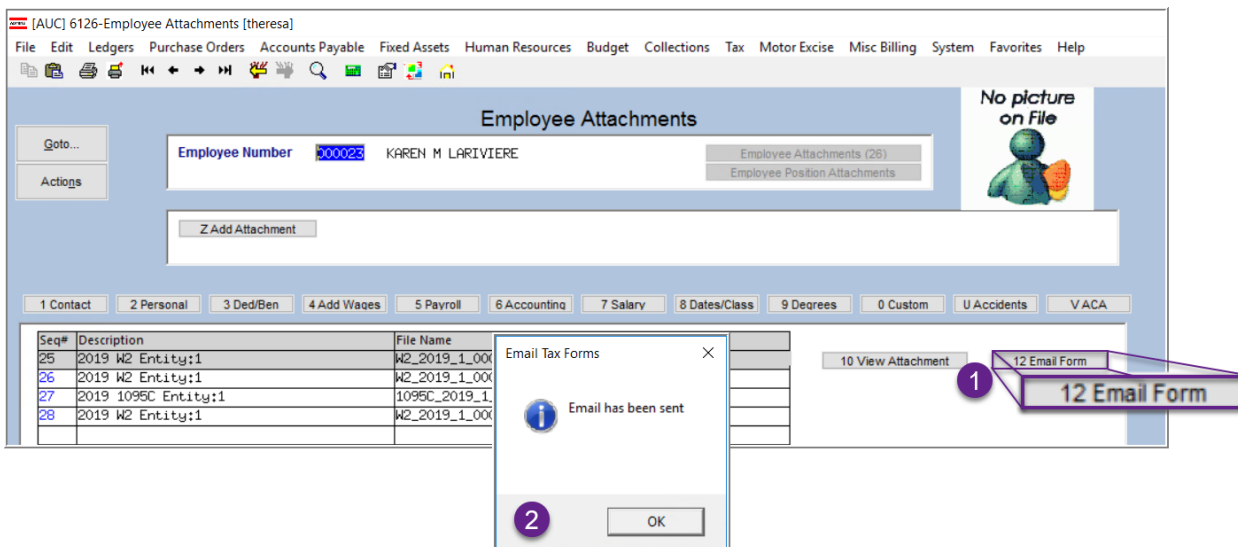 [AUC] 6126-Employee Attachments [theresa]
File Edit Ledgers Purchase Orders Accounts Payable Fixed Assets Human Resources Budget Collections Tax Motor Excise Misc Billing System Favorites Help
No picture
on File
Employee Attachments
Goto...
Employee Number 000023 KAREN M LARIVIERE
Employee Attachments (26)
Employee Position Attachments
Actions
Z Add Attachment
1 Contact 2 Personal 3 Ded/Ben 4 Add Wages 5 Payroll 6 Accounting 7 Salary 8 Dates/Class 9 Degrees 0 Custom U Accidents V ACA
Seq# Description File Name
25 2019 W2 Entity:1 W2_2019_1_000
26 2019 W2 Entity:1 W2_2019_1_000
27 2019 1095C Entity:1 1095C_2019_1_
28 2019 W2 Entity:1 W2_2019_1_000
Email Tax Forms
Email has been sent
2
OK
10 View Attachment
12 Email Form
1
12 Email Form